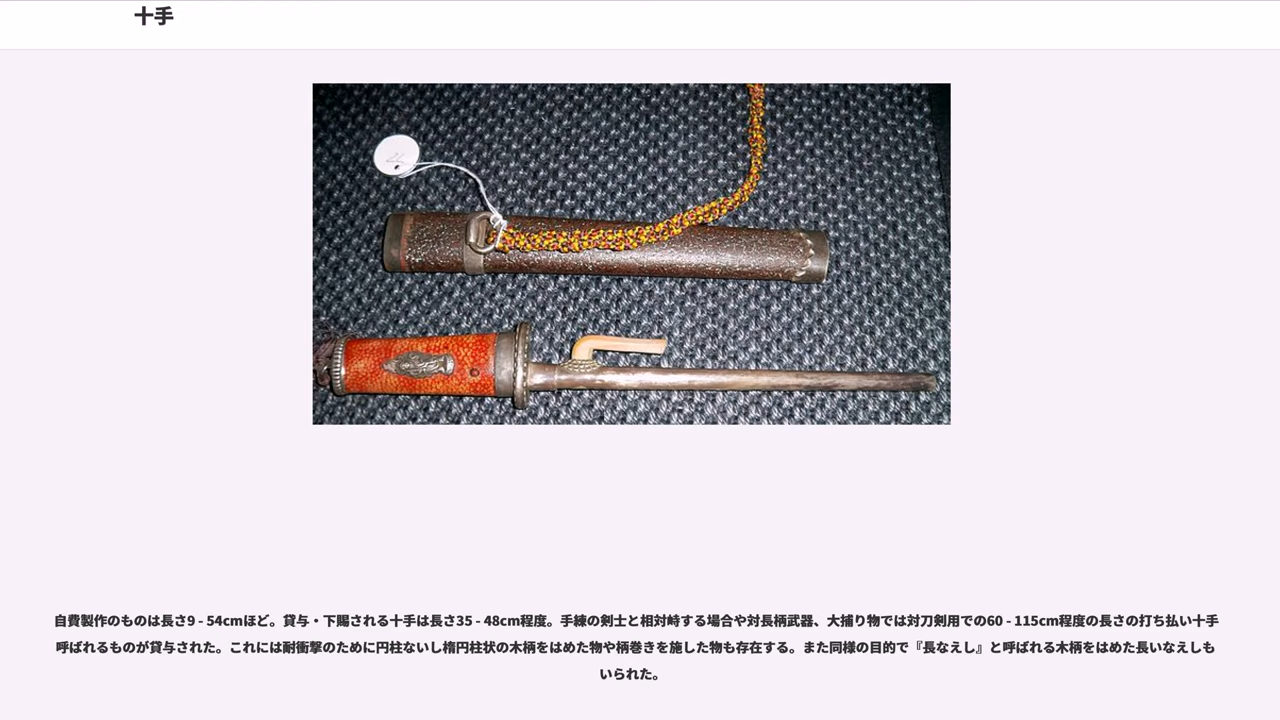 十手
自費製作のものは長さ9 - 54cmほど。貸与・下賜される十手は長さ35 - 48cm程度。手練の剣士と相対峙する場合や対長柄武器、大捕り物では対刀剣用での60 - 115cm程度の長さの打ち払い十手
呼ばれるものが貸与された。これには耐衝撃のために円柱ないし楕円柱状の木柄をはめた物や柄巻きを施した物も存在する。また同様の目的で『長なえし』と呼ばれる木柄をはめた長いなえしも
いられた。